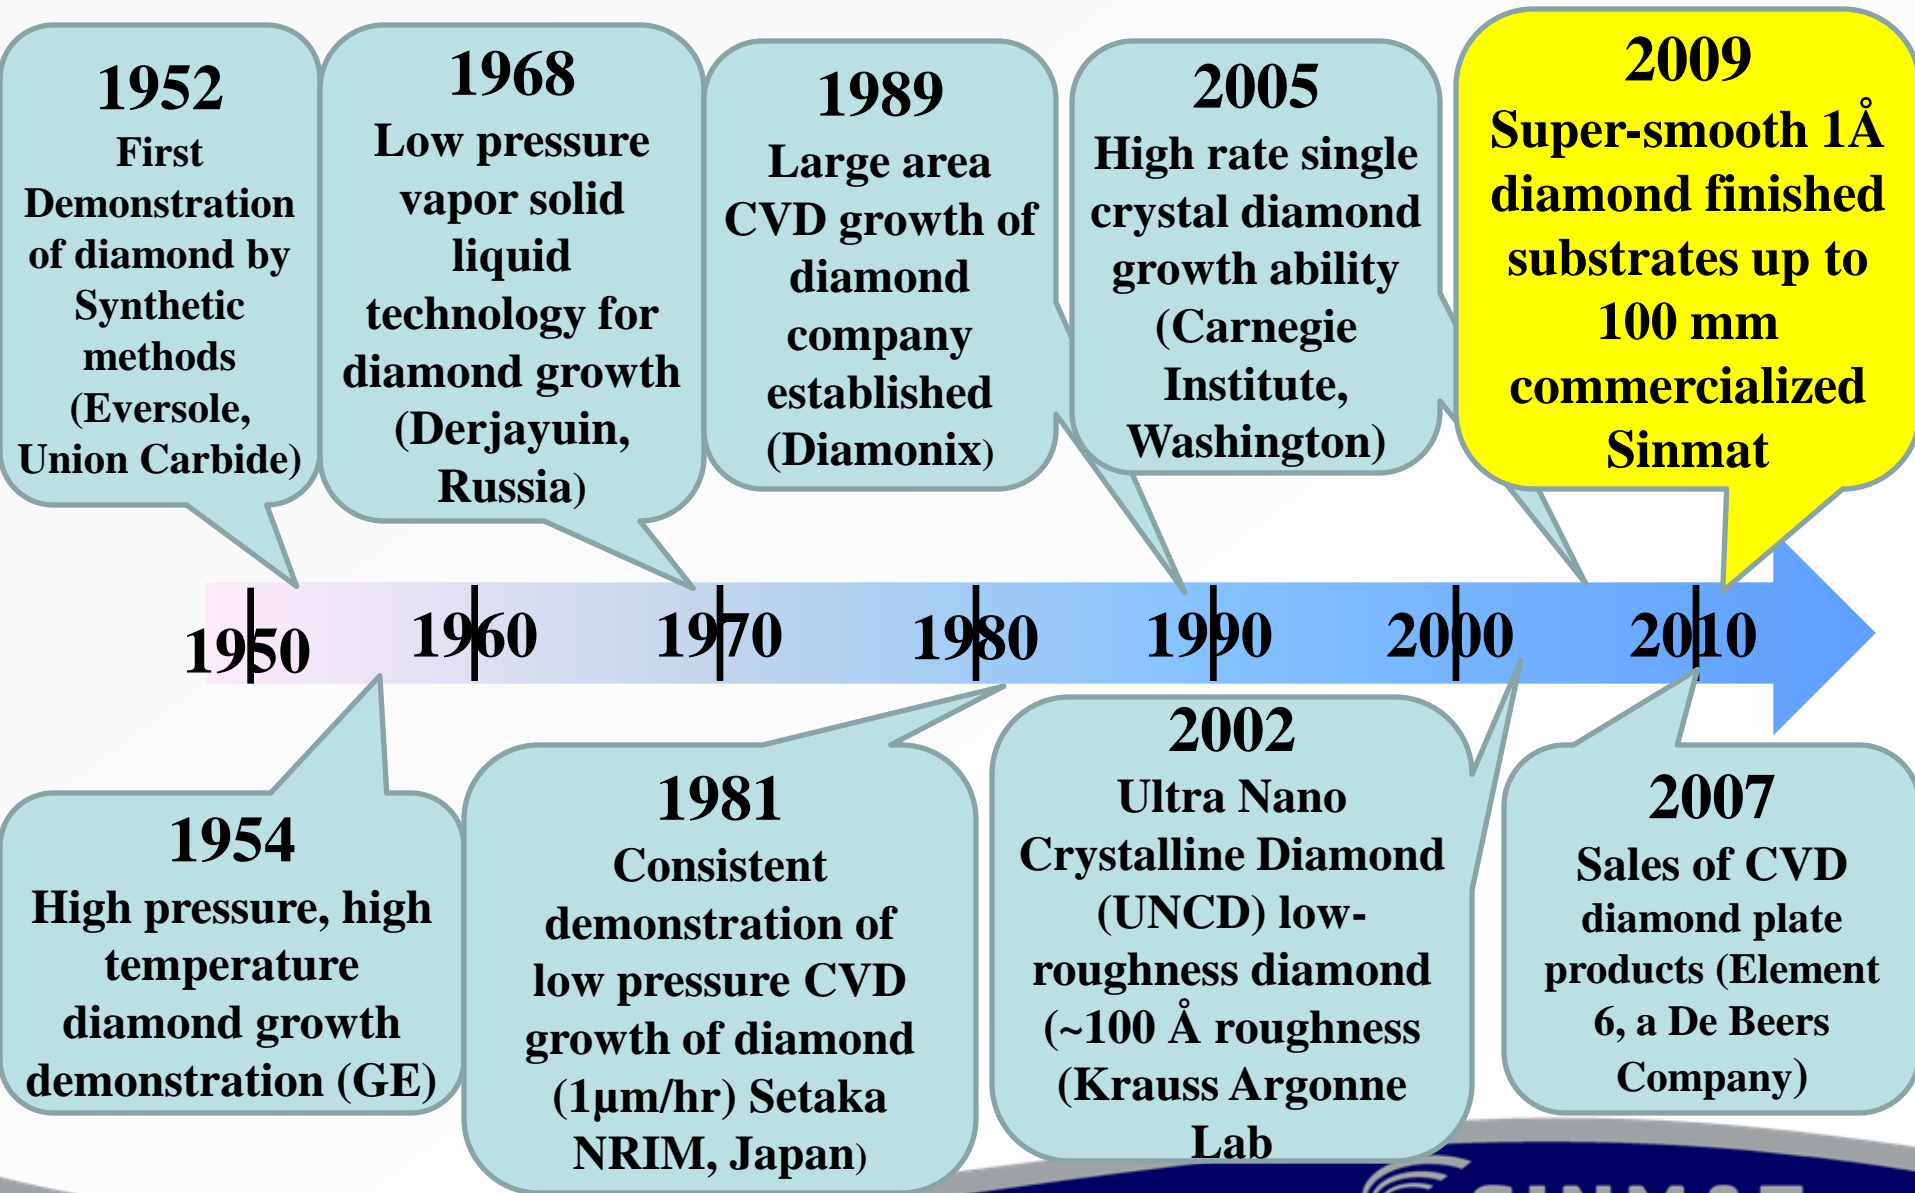 1952
First
Demonstration
of diamond by
Synthetic
methods
(Eversole,
Union Carbide)
1968
Low pressure
vapor solid
liquid
technology for
diamond growth
(Derjayuin,
Russia)
1989
Large area
CVD growth of
diamond
company
established
(Diamonix)
2005
High rate single
crystal diamond
growth ability
(Carnegie
Institute,
Washington)
2009
Super-smooth 1Å
diamond finished
substrates up to
100 mm
commercialized
Sinmat
1950 1960 1970 1980 1990 2000 2010
1954
High pressure, high
temperature
diamond growth
demonstration (GE)
1981
Consistent
demonstration of
low pressure CVD
growth of diamond
(1µm/hr) Setaka
NRIM, Japan)
2002
Ultra Nano
Crystalline Diamond
(UNCD) low-
roughness diamond
(~100 Å roughness
(Krauss Argonne
Lab
2007
Sales of CVD
diamond plate
products (Element
6, a De Beers
Company)
SINMAT